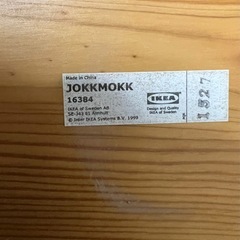 Made in China
JOKKMOKK
16384
IKEA of Sweden AB
SE-343 81 Älmhult
© Inter IKEA Systems B.V. 1999
IKEA
Design and Quality
IKEA of Sweden
1527